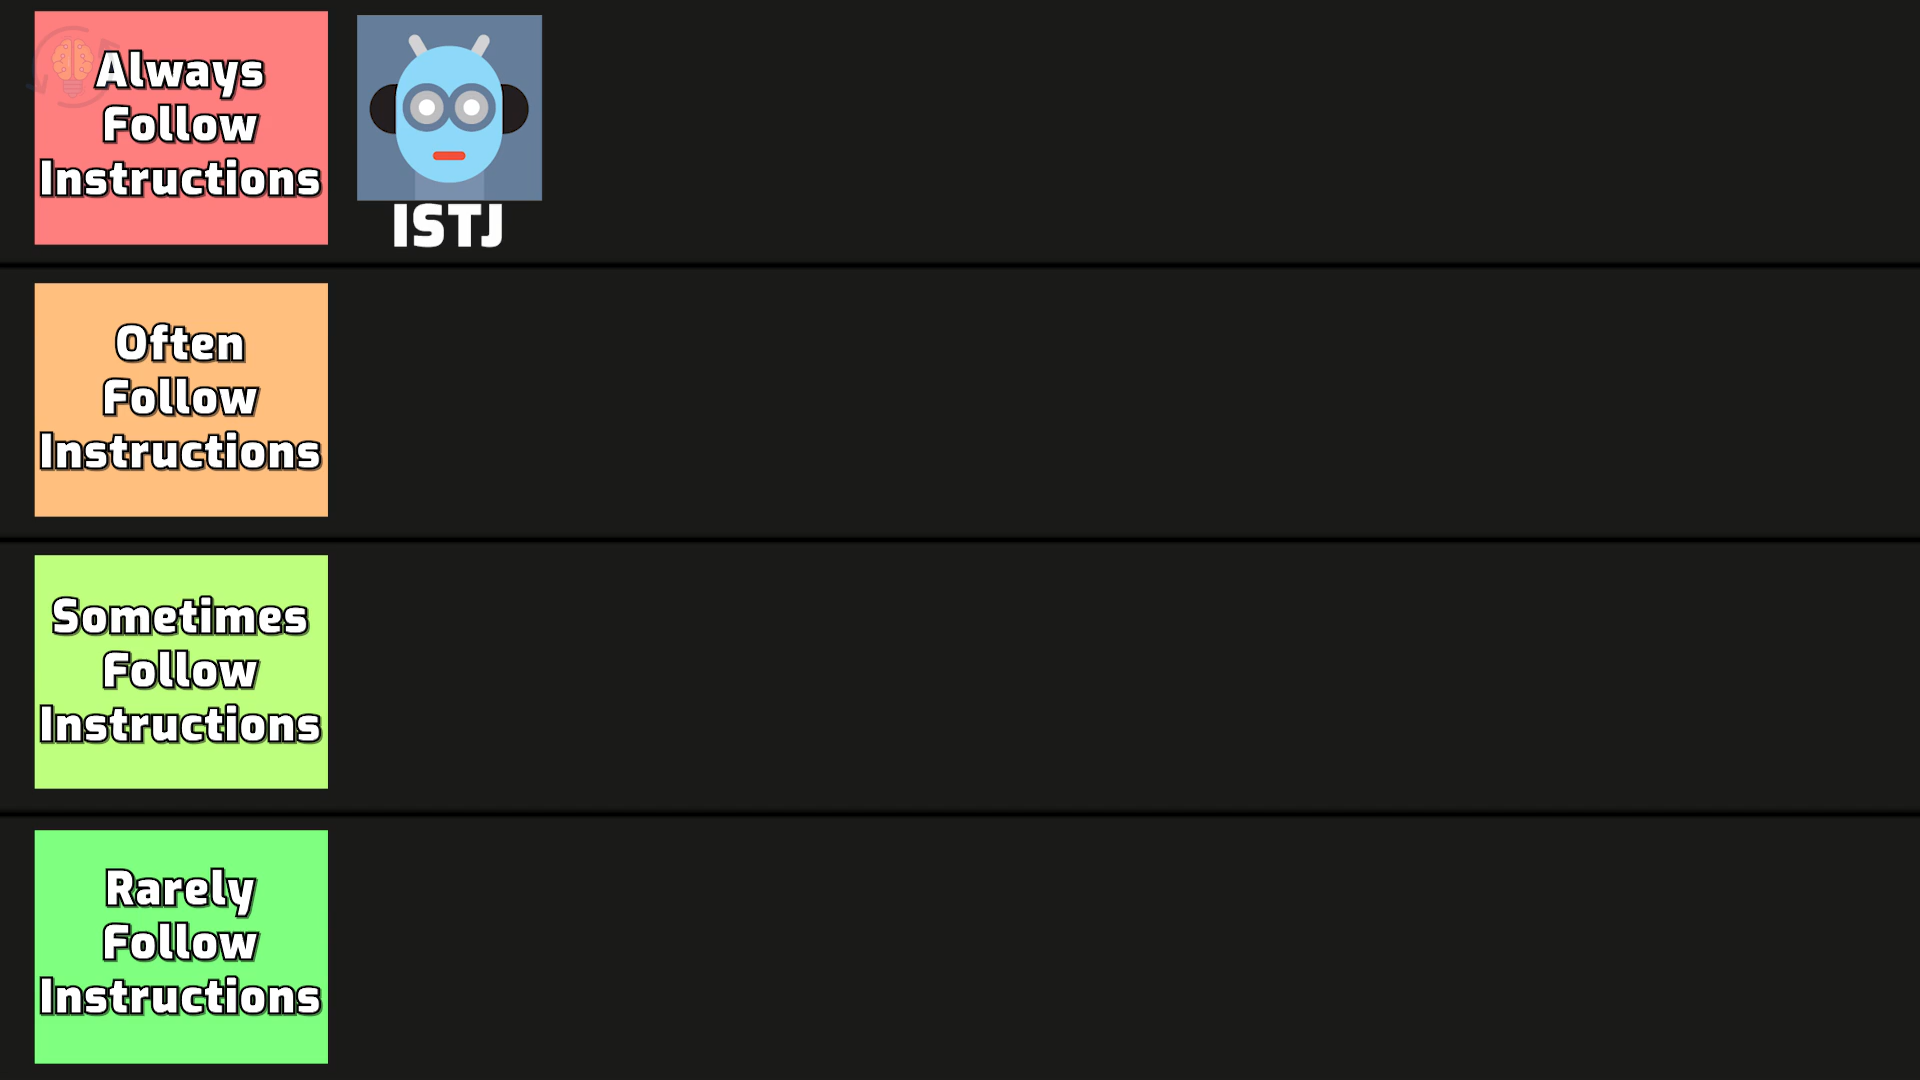 Always
Follow
Instructions
ISTJ
Often
Follow
Instructions
Sometimes
Follow
Instructions
Rarely
Follow
Instructions